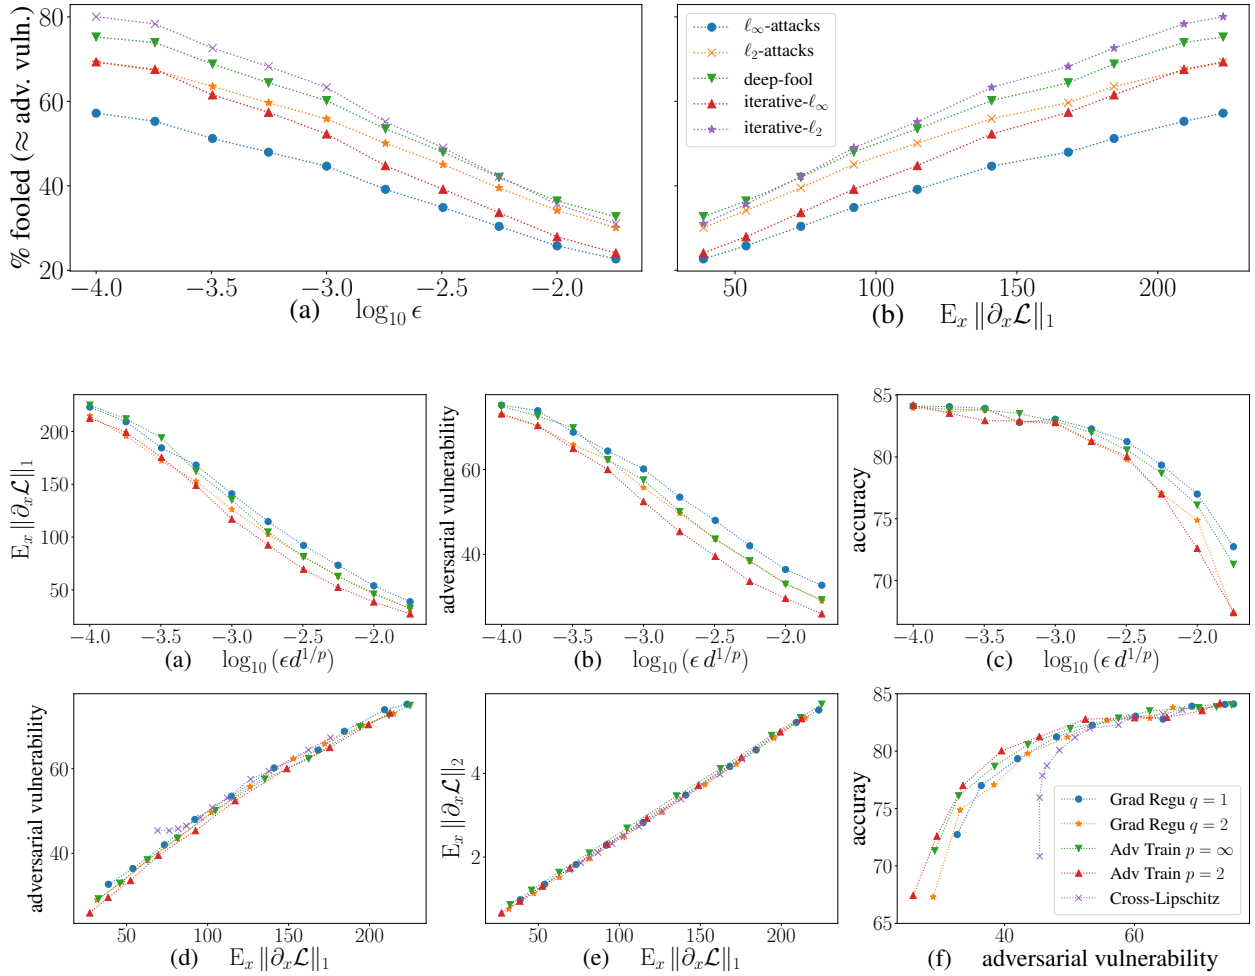 % fooled (≈ adv. vuln.)
80
60
40
20
−4.0 −3.5 −3.0 −2.5 −2.0
(a) log₁₀ ϵ
ℓ∞-attacks
ℓ₂-attacks
deep-fool
iterative-ℓ∞
iterative-ℓ₂
50 100 150 200
(b) Eₓ ‖∂ₓℒ‖₁
Eₓ ‖∂ₓℒ‖₁
200
150
100
50
−4.0 −3.5 −3.0 −2.5 −2.0
(a) log₁₀ (ϵd^{1/p})
adversarial vulnerability
60
40
−4.0 −3.5 −3.0 −2.5 −2.0
(b) log₁₀ (ϵ d^{1/p})
accuracy
85
80
75
70
−4.0 −3.5 −3.0 −2.5 −2.0
(c) log₁₀ (ϵ d^{1/p})
adversarial vulnerability
60
40
50 100 150 200
(d) Eₓ ‖∂ₓℒ‖₁
Eₓ ‖∂ₓℒ‖₂
4
2
50 100 150 200
(e) Eₓ ‖∂ₓℒ‖₁
accuray
85
80
75
70
65
Grad Regu q = 1
Grad Regu q = 2
Adv Train p = ∞
Adv Train p = 2
Cross-Lipschitz
40 60
(f) adversarial vulnerability